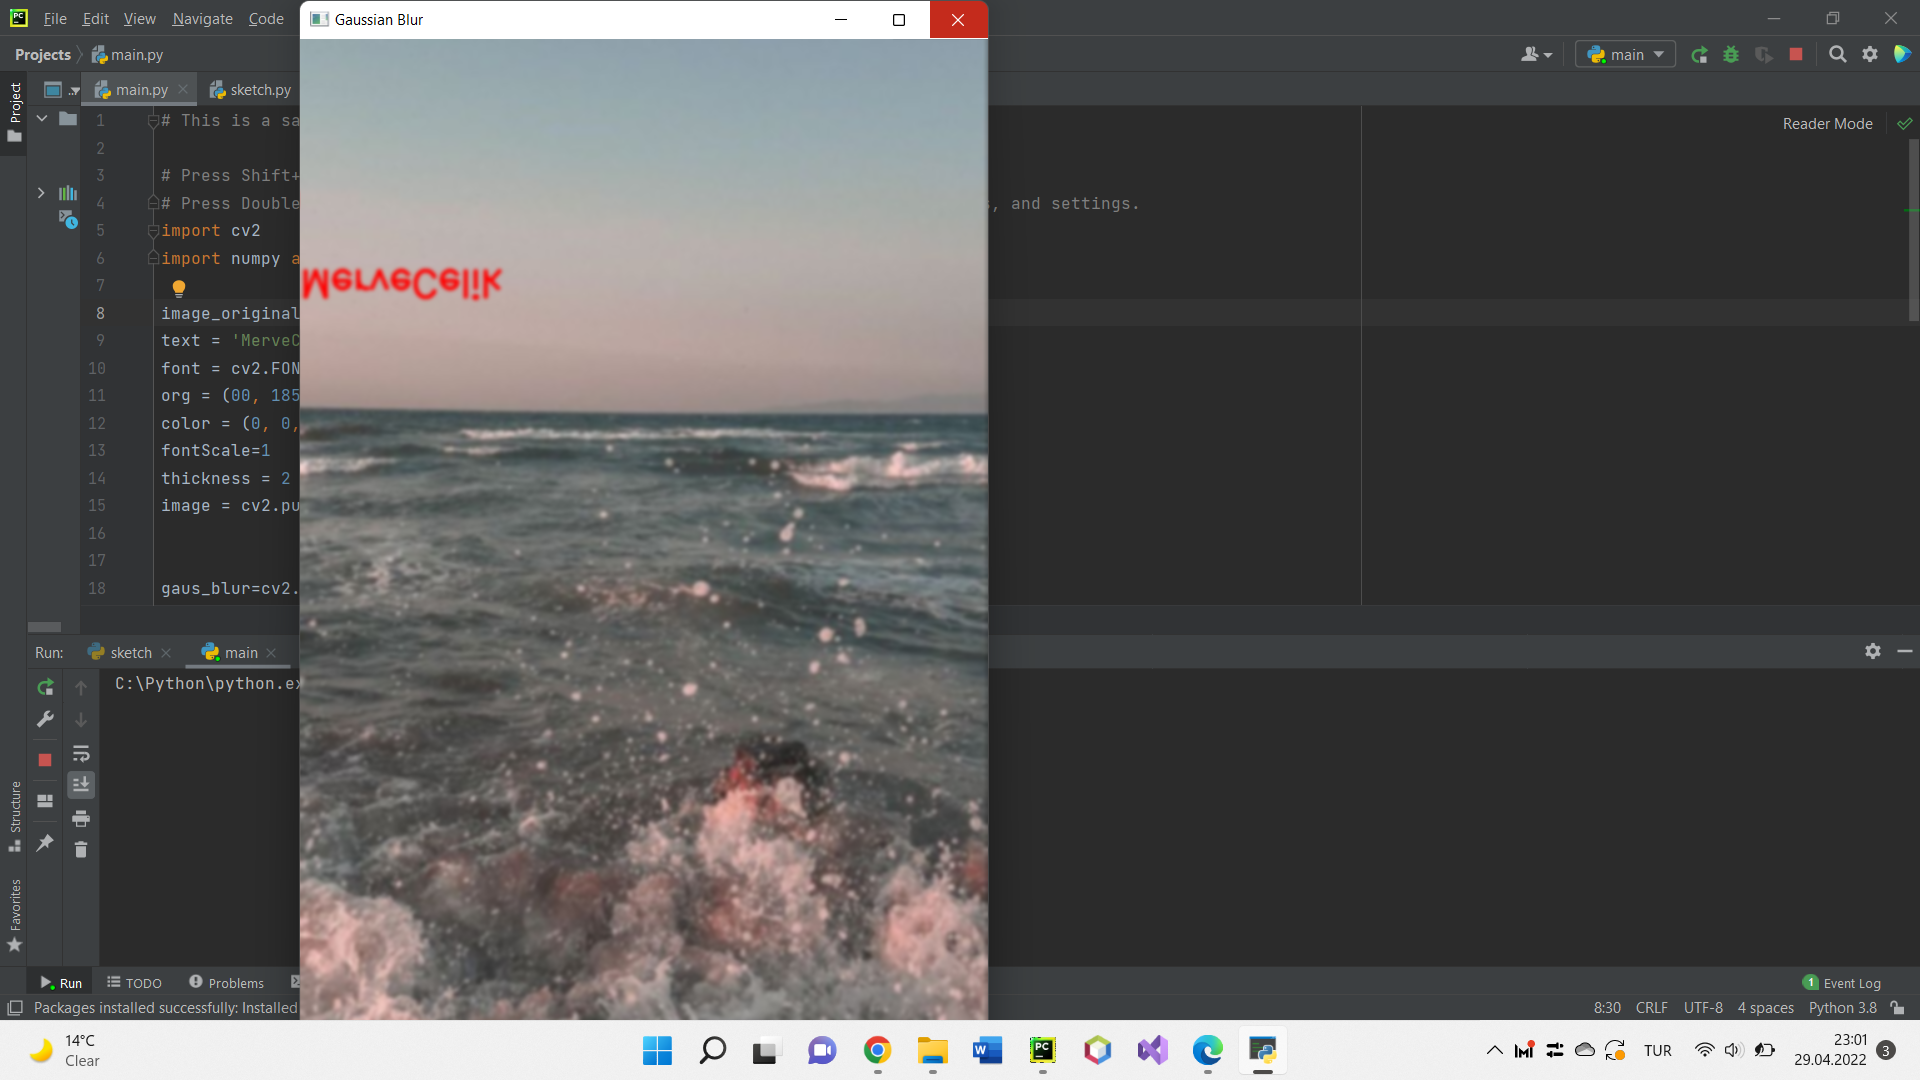 File Edit View Navigate Code
Gaussian Blur
Projects main.py
main
main.py sketch.py
Reader Mode
Project
1 # This is a sa
2
3 # Press Shift+
4 # Press Double , and settings.
5 import cv2
6 import numpy a
7
8 image_original
9 text = 'MerveC
10 font = cv2.FON
11 org = (00, 185
12 color = (0, 0,
13 fontScale=1
14 thickness = 2
15 image = cv2.pu
16
17
18 gaus_blur=cv2.
MerveCelik
Run: sketch main
C:\Python\python.ex
Structure
Favorites
Run TODO Problems
1 Event Log
Packages installed successfully: Installed
8:30 CRLF UTF-8 4 spaces Python 3.8
14°C
Clear
TUR
23:01
29.04.2022
3